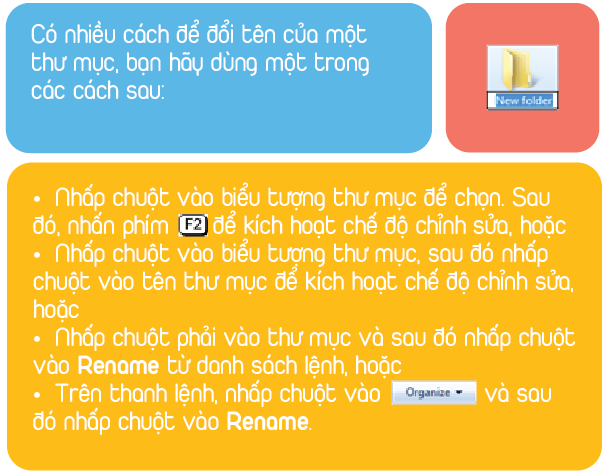 Có nhiều cách để đổi tên của một
thư mục, bạn hãy dùng một trong
các cách sau:
New folder
• Nhấp chuột vào biểu tượng thư mục để chọn. Sau
đó, nhấn phím F2 để kích hoạt chế độ chỉnh sửa, hoặc
• Nhấp chuột vào biểu tượng thư mục, sau đó nhấp
chuột vào tên thư mục để kích hoạt chế độ chỉnh sửa,
hoặc
• Nhấp chuột phải vào thư mục và sau đó nhấp chuột
vào Rename từ danh sách lệnh, hoặc
• Trên thanh lệnh, nhấp chuột vào Organize và sau
đó nhấp chuột vào Rename.